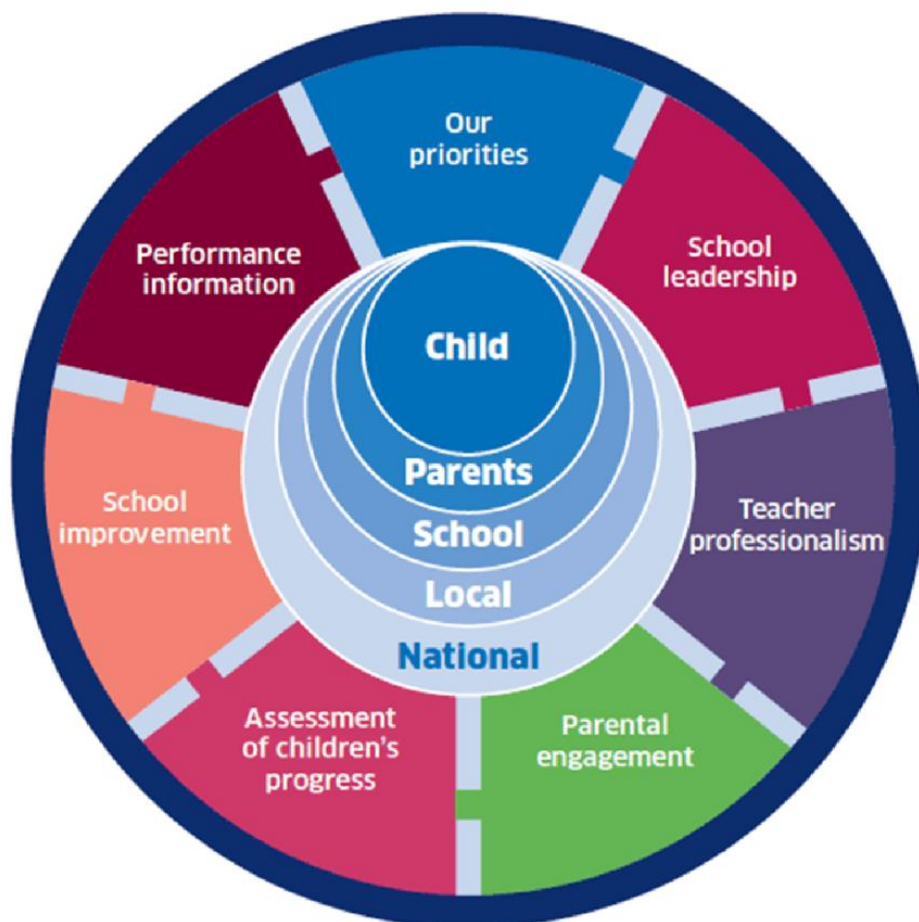 Our
priorities
School
leadership
Teacher
professionalism
Parental
engagement
Assessment
of children's
progress
School
improvement
Performance
information
Child
Parents
School
Local
National